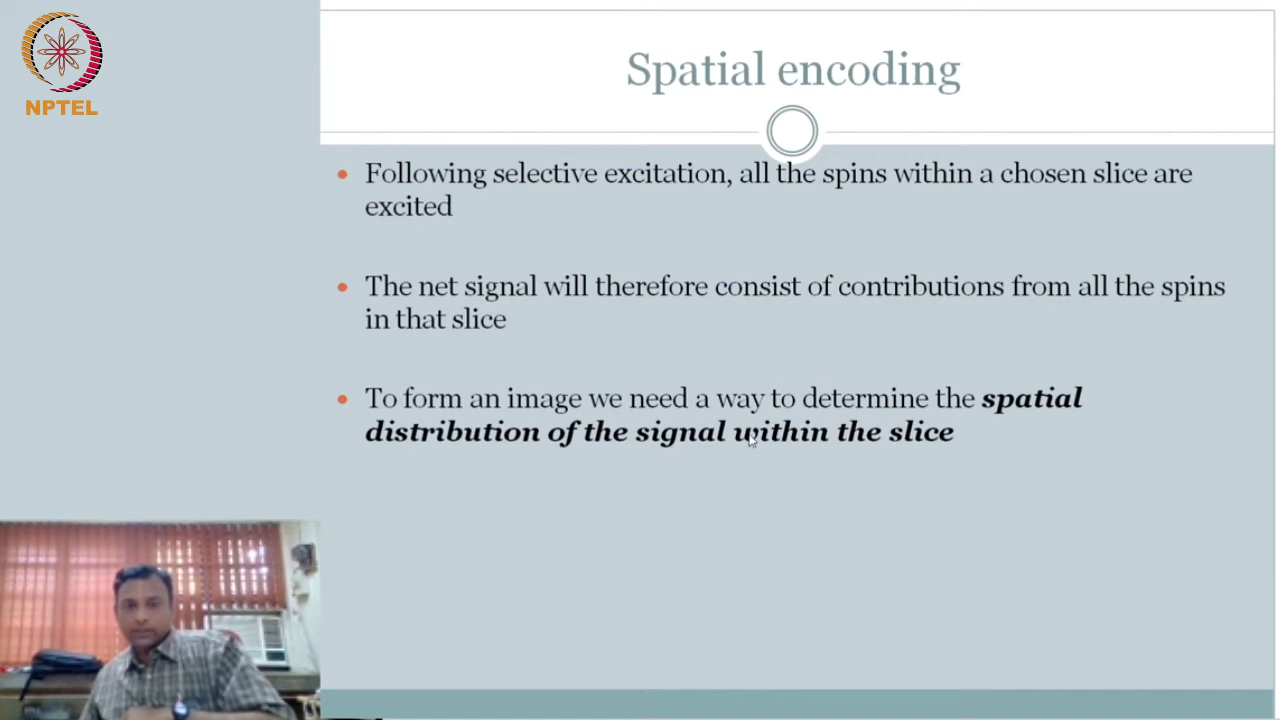 NPTEL
Spatial encoding
Following selective excitation, all the spins within a chosen slice are
excited
The net signal will therefore consist of contributions from all the spins
in that slice
To form an image we need a way to determine the spatial
distribution of the signal within the slice